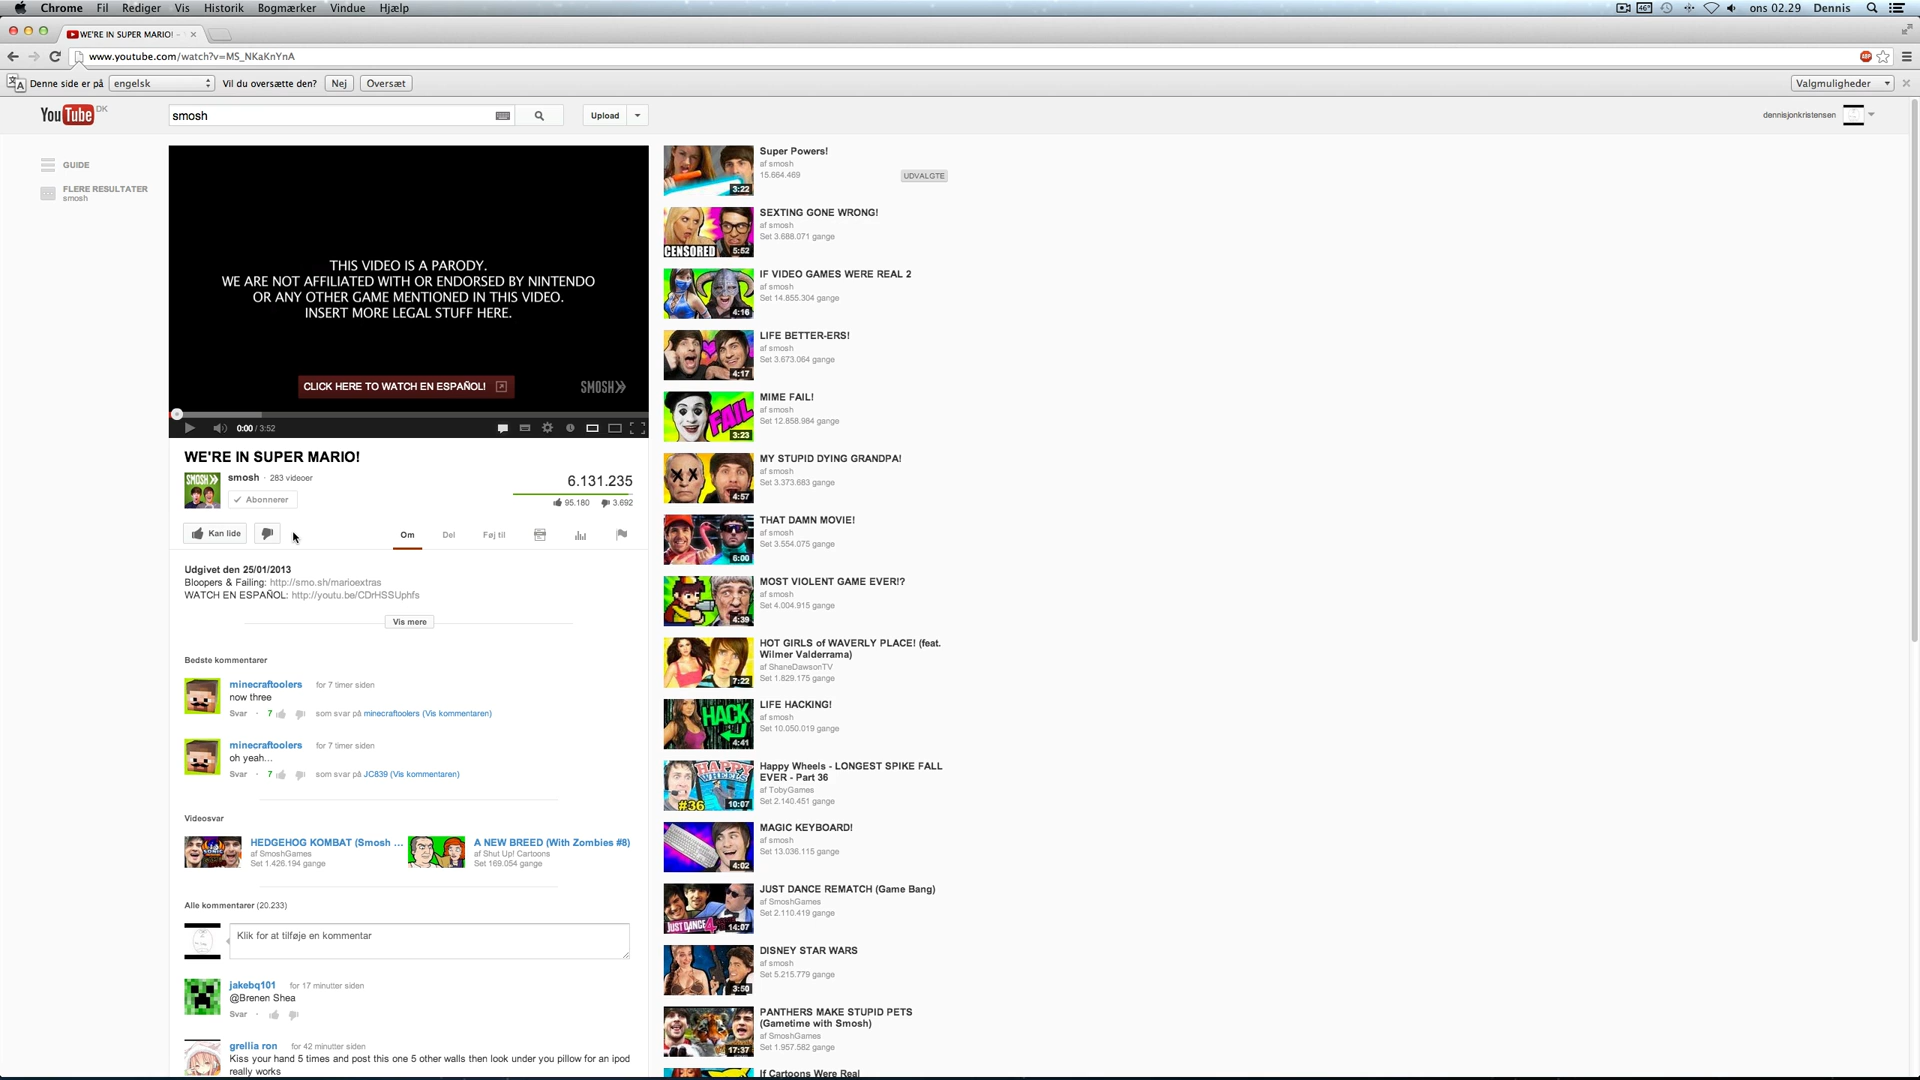 Chrome Fil Rediger Vis Historik Bogmærker Vindue Hjælp
46° ons 02.29 Dennis
WE'RE IN SUPER MARIO! -
www.youtube.com/watch?v=MS_NKaKnYnA
ABP
Denne side er på engelsk Vil du oversætte den? Nej Oversæt Valgmuligheder
YouTube DK
smosh
Upload
dennisjonkristensen
GUIDE
FLERE RESULTATER
smosh
THIS VIDEO IS A PARODY.
WE ARE NOT AFFILIATED WITH OR ENDORSED BY NINTENDO
OR ANY OTHER GAME MENTIONED IN THIS VIDEO.
INSERT MORE LEGAL STUFF HERE.
CLICK HERE TO WATCH EN ESPAÑOL!
SMOSH
0:00 / 3:52
WE'RE IN SUPER MARIO!
SMOSH
smosh · 283 videoer
Abonnerer
6.131.235
95.180 3.692
Kan lide
Om Del Føj til
Udgivet den 25/01/2013
Bloopers & Failing: http://smo.sh/marioextras
WATCH EN ESPAÑOL: http://youtu.be/CDrHSSUphfs
Vis mere
Bedste kommentarer
minecraftoolers for 7 timer siden
now three
Svar · 7 som svar på minecraftoolers (Vis kommentaren)
minecraftoolers for 7 timer siden
oh yeah...
Svar · 7 som svar på JC839 (Vis kommentaren)
Videosvar
HEDGEHOG KOMBAT (Smosh ...
af SmoshGames
Set 1.426.194 gange
A NEW BREED (With Zombies #8)
af Shut Up! Cartoons
Set 169.054 gange
Alle kommentarer (20.233)
Klik for at tilføje en kommentar
jakebq101 for 17 minutter siden
@Brenen Shea
Svar ·
grellia ron for 42 minutter siden
Kiss your hand 5 times and post this one 5 other walls then look under you pillow for an ipod
really works
Super Powers!
af smosh
15.664.469
UDVALGTE
3:22
SEXTING GONE WRONG!
af smosh
Set 3.688.071 gange
CENSORED 5:52
IF VIDEO GAMES WERE REAL 2
af smosh
Set 14.855.304 gange
4:16
LIFE BETTER-ERS!
af smosh
Set 3.673.064 gange
4:17
MIME FAIL!
af smosh
Set 12.858.984 gange
FAIL
3:23
MY STUPID DYING GRANDPA!
af smosh
Set 3.373.683 gange
4:57
THAT DAMN MOVIE!
af smosh
Set 3.554.075 gange
6:00
MOST VIOLENT GAME EVER!?
af smosh
Set 4.004.915 gange
4:39
HOT GIRLS of WAVERLY PLACE! (feat.
Wilmer Valderrama)
af ShaneDawsonTV
Set 1.829.175 gange
7:22
LIFE HACKING!
af smosh
Set 10.050.019 gange
HACK
4:41
Happy Wheels - LONGEST SPIKE FALL
EVER - Part 36
af TobyGames
Set 2.140.451 gange
HAPPY
WHEELS
#36 10:07
MAGIC KEYBOARD!
af smosh
Set 13.036.115 gange
4:02
JUST DANCE REMATCH (Game Bang)
af SmoshGames
Set 2.110.419 gange
JUST DANCE 4 14:07
DISNEY STAR WARS
af smosh
Set 5.215.779 gange
3:50
PANTHERS MAKE STUPID PETS
(Gametime with Smosh)
af SmoshGames
Set 1.957.582 gange
17:37
If Cartoons Were Real